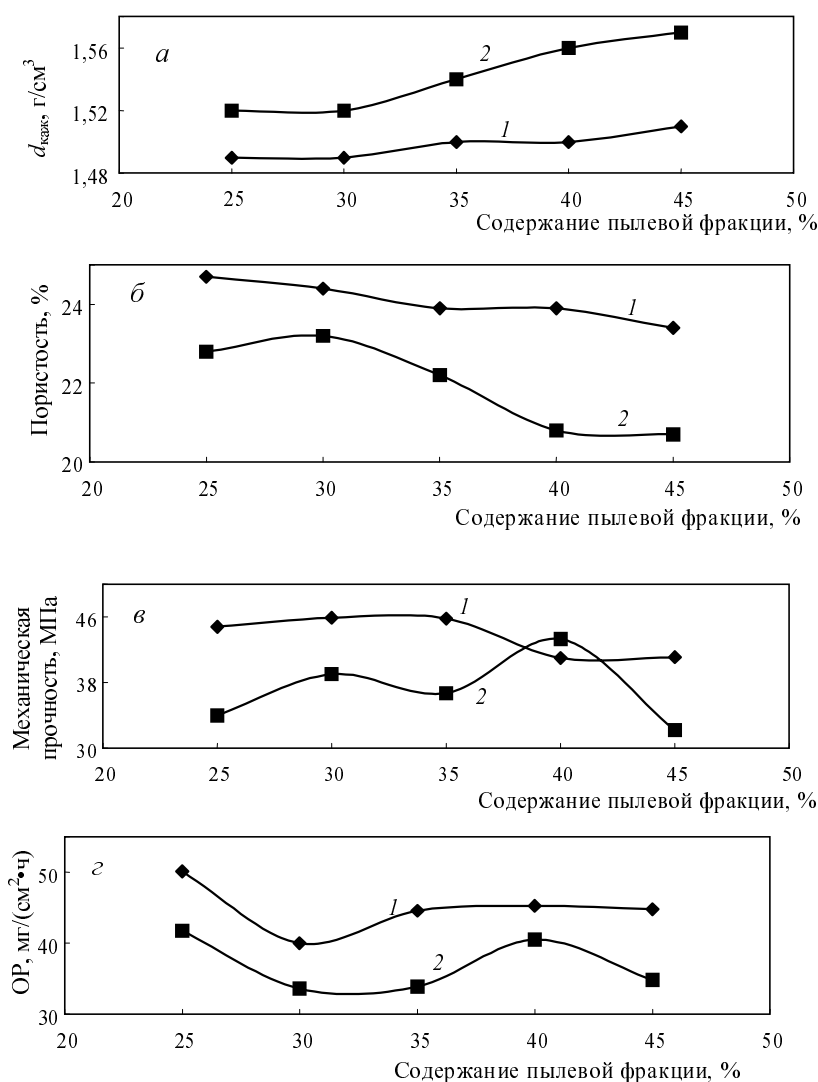 1,56
а
2
1,52
1
1,48
dкаж, г/см³
20 25 30 35 40 45 50
Содержание пылевой фракции, %
б
24
1
22
2
20
Пористость, %
20 25 30 35 40 45 50
Содержание пылевой фракции, %
в
46
1
38
2
30
Механическая
прочность, МПа
20 25 30 35 40 45 50
Содержание пылевой фракции, %
г
50
1
40
2
30
ОР, мг/(см²•ч)
20 25 30 35 40 45 50
Содержание пылевой фракции, %